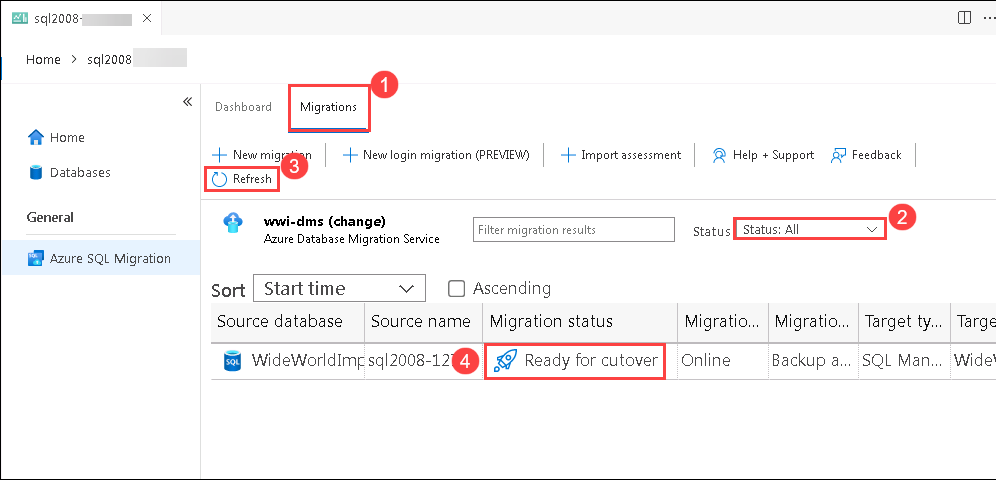 sql2008-
Home > sql2008
1
Dashboard Migrations
Home
Databases
General
Azure SQL Migration
New migration New login migration (PREVIEW) Import assessment Help + Support Feedback
3
Refresh
wwi-dms (change)
Azure Database Migration Service
Filter migration results
Status Status: All
2
Sort Start time Ascending
Source database Source name Migration status Migratio... Migratio... Target ty... Targe
SQL WideWorldImp sql2008-12 4 Ready for cutover Online Backup a... SQL Man... WideW